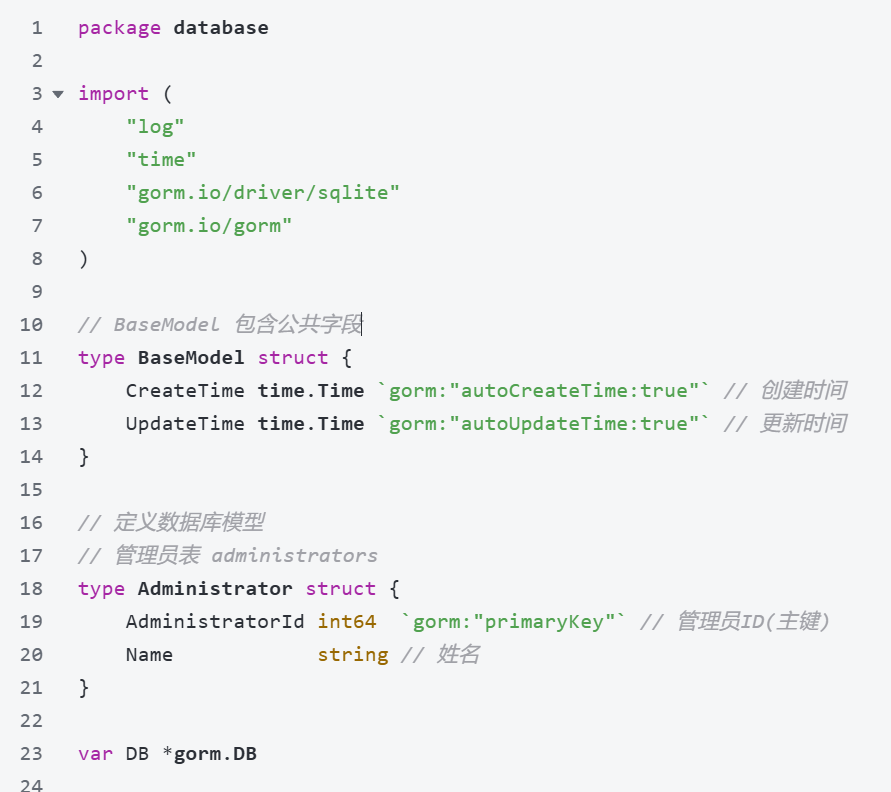 1 package database
2
3 import (
4     "log"
5     "time"
6     "gorm.io/driver/sqlite"
7     "gorm.io/gorm"
8 )
9
10 // BaseModel 包含公共字段
11 type BaseModel struct {
12     CreateTime time.Time `gorm:"autoCreateTime:true"` // 创建时间
13     UpdateTime time.Time `gorm:"autoUpdateTime:true"` // 更新时间
14 }
15
16 // 定义数据库模型
17 // 管理员表 administrators
18 type Administrator struct {
19     AdministratorId int64  `gorm:"primaryKey"` // 管理员ID(主键)
20     Name            string // 姓名
21 }
22
23 var DB *gorm.DB
24